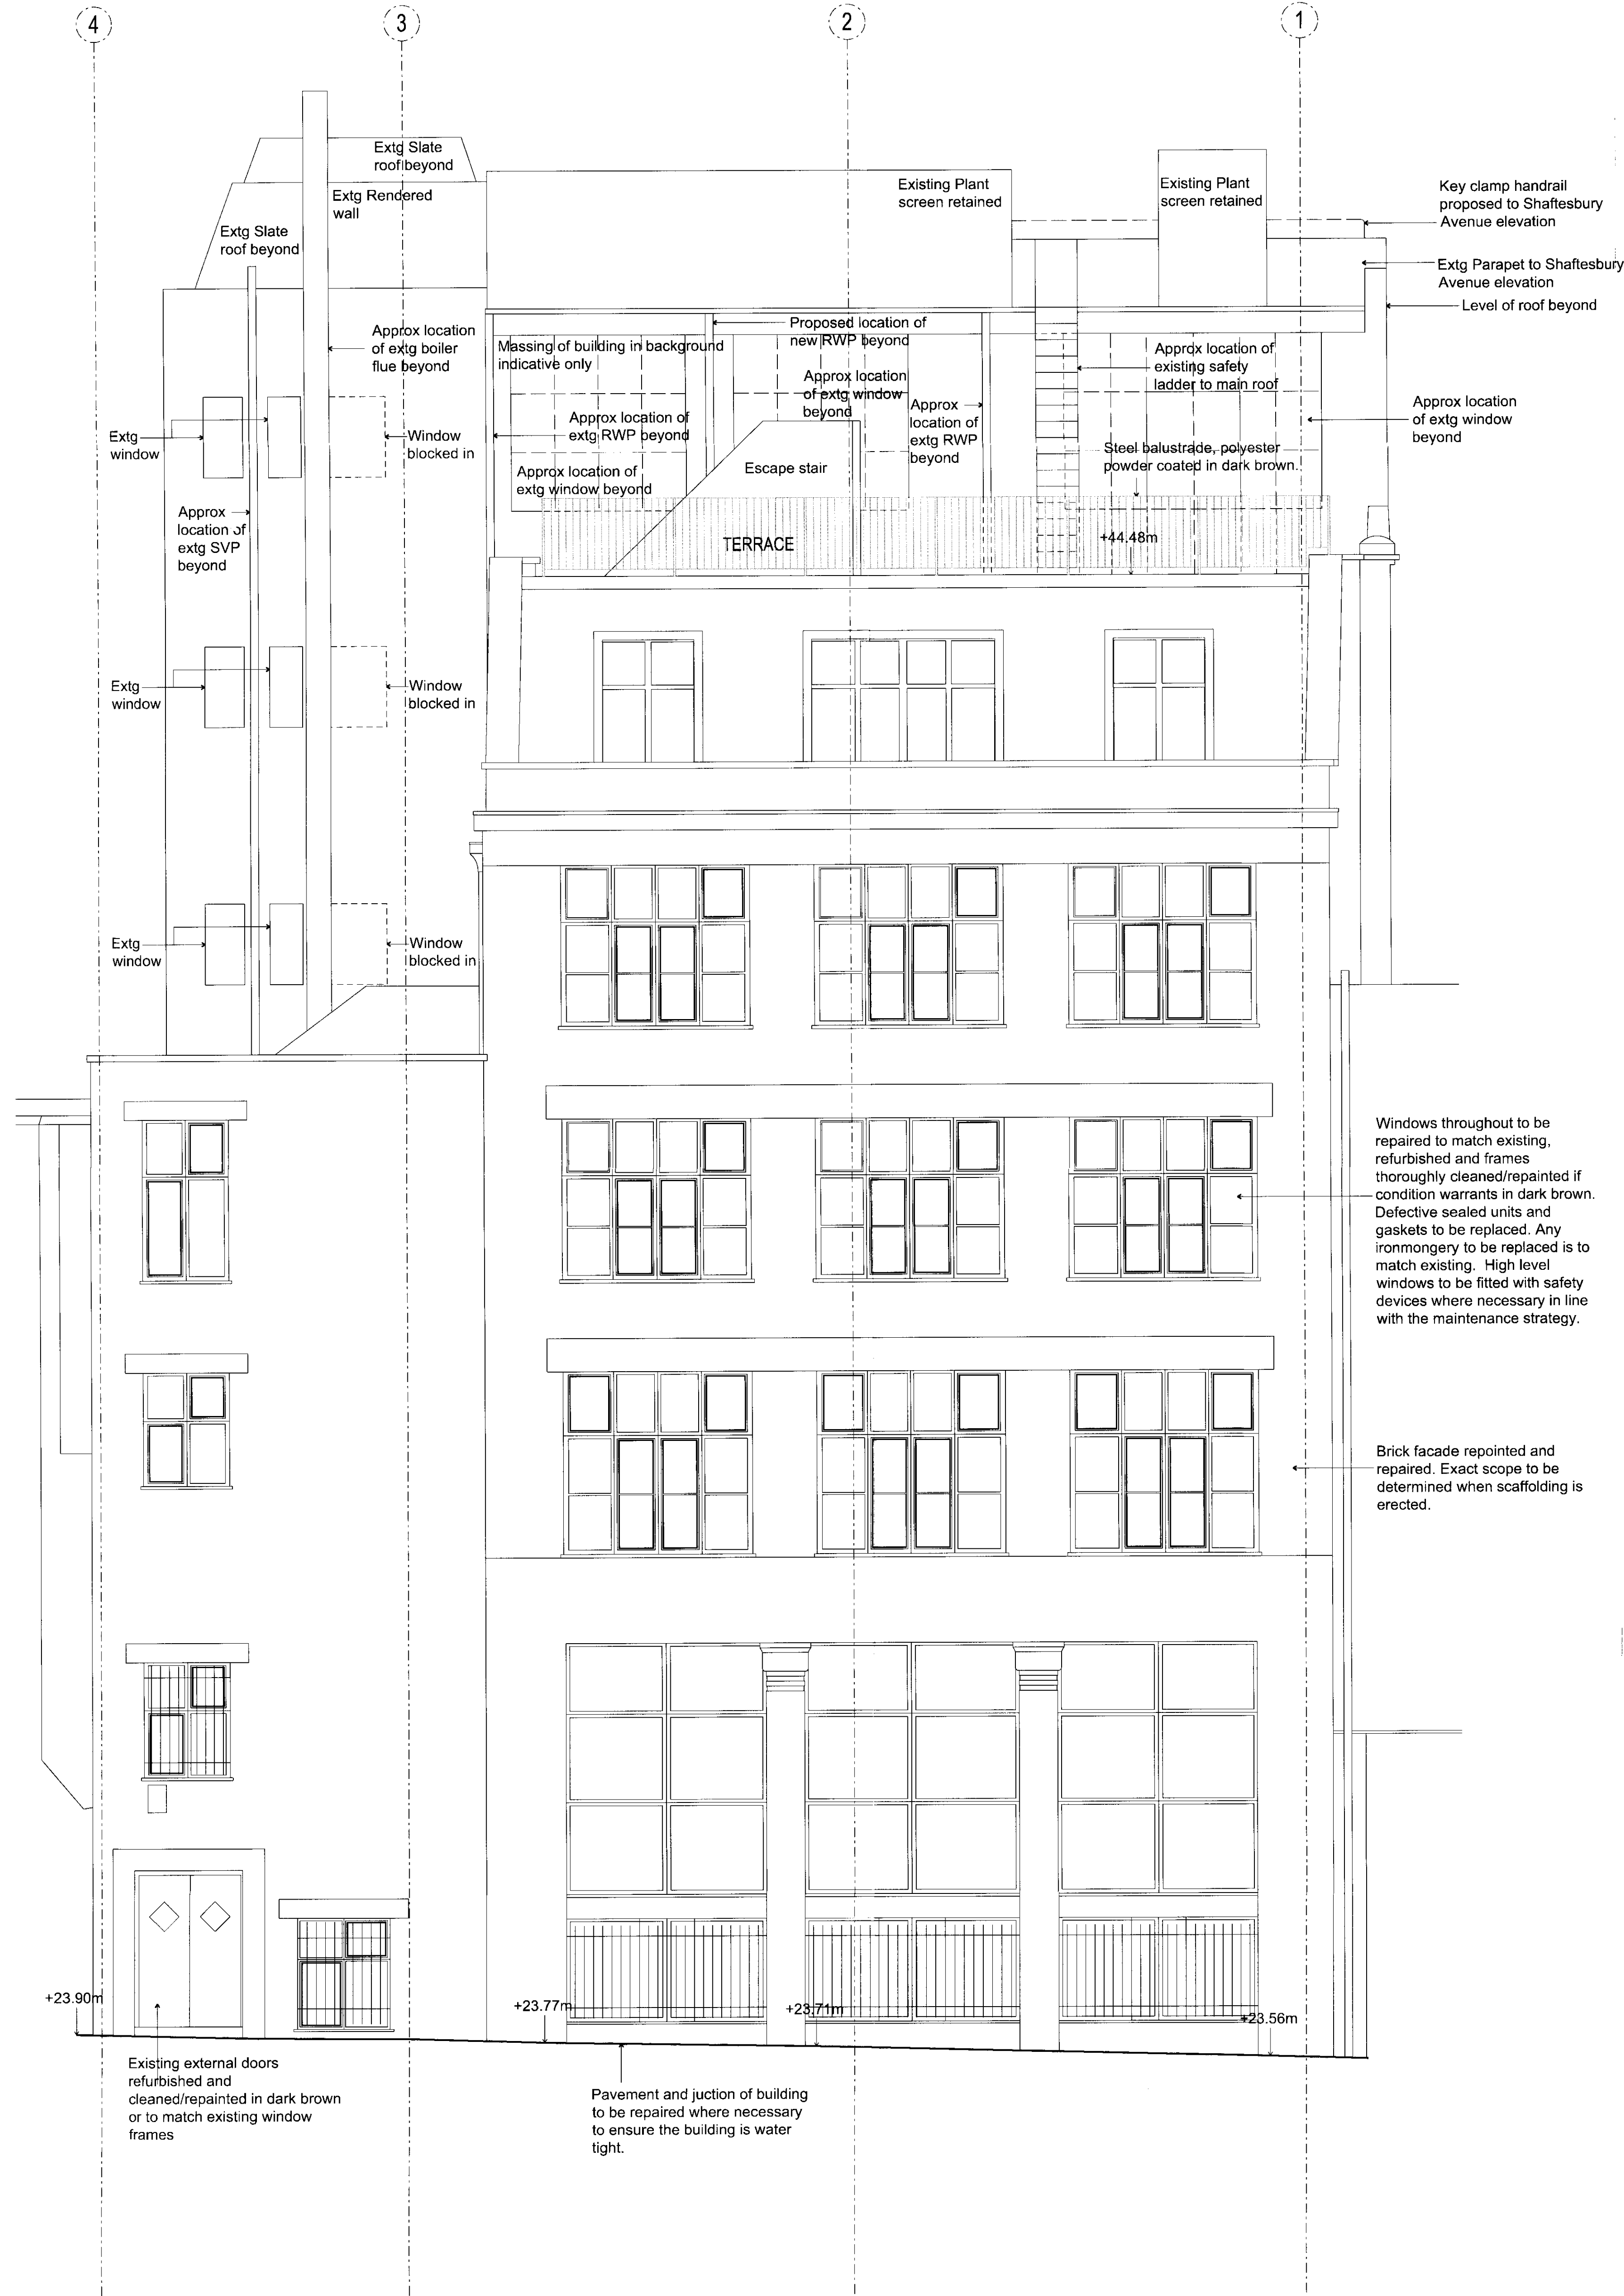 4
3
2
1
Extg Slate
roof beyond
Extg Rendered
wall
Extg Slate
roof beyond
Existing Plant
screen retained
Existing Plant
screen retained
Key clamp handrail
proposed to Shaftesbury
Avenue elevation
Extg Parapet to Shaftesbury
Avenue elevation
Level of roof beyond
Approx location
of extg boiler
flue beyond
Massing of building in background
indicative only
Proposed location of
new RWP beyond
Approx location
of extg window
beyond
Approx location of
existing safety
ladder to main roof
Approx
location of
extg RWP
beyond
Approx location of
extg RWP beyond
Approx location
of extg window
beyond
Extg
window
Window
blocked in
Steel balustrade, polyester
powder coated in dark brown.
Escape stair
Approx location of
extg window beyond
Approx
location of
extg SVP
beyond
TERRACE
+44.48m
Extg
window
Window
blocked in
Extg
window
Window
blocked in
Windows throughout to be
repaired to match existing,
refurbished and frames
thoroughly cleaned/repainted if
condition warrants in dark brown.
Defective sealed units and
gaskets to be replaced. Any
ironmongery to be replaced is to
match existing. High level
windows to be fitted with safety
devices where necessary in line
with the maintenance strategy.
Brick facade repointed and
repaired. Exact scope to be
determined when scaffolding is
erected.
+23.90m
+23.77m
+23.71m
+23.56m
Existing external doors
refurbished and
cleaned/repainted in dark brown
or to match existing window
frames
Pavement and juction of building
to be repaired where necessary
to ensure the building is water
tight.